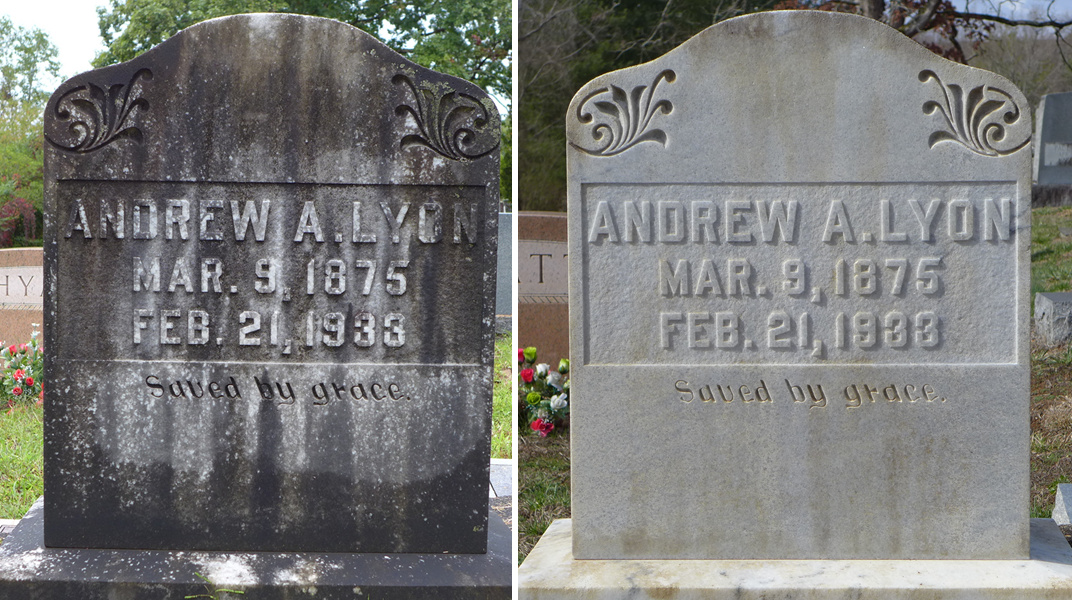 ANDREW A. LYON
MAR. 9, 1875
FEB. 21, 1933
Saved by grace.
HY
ANDREW A. LYON
MAR. 9, 1875
FEB. 21, 1933
Saved by grace.